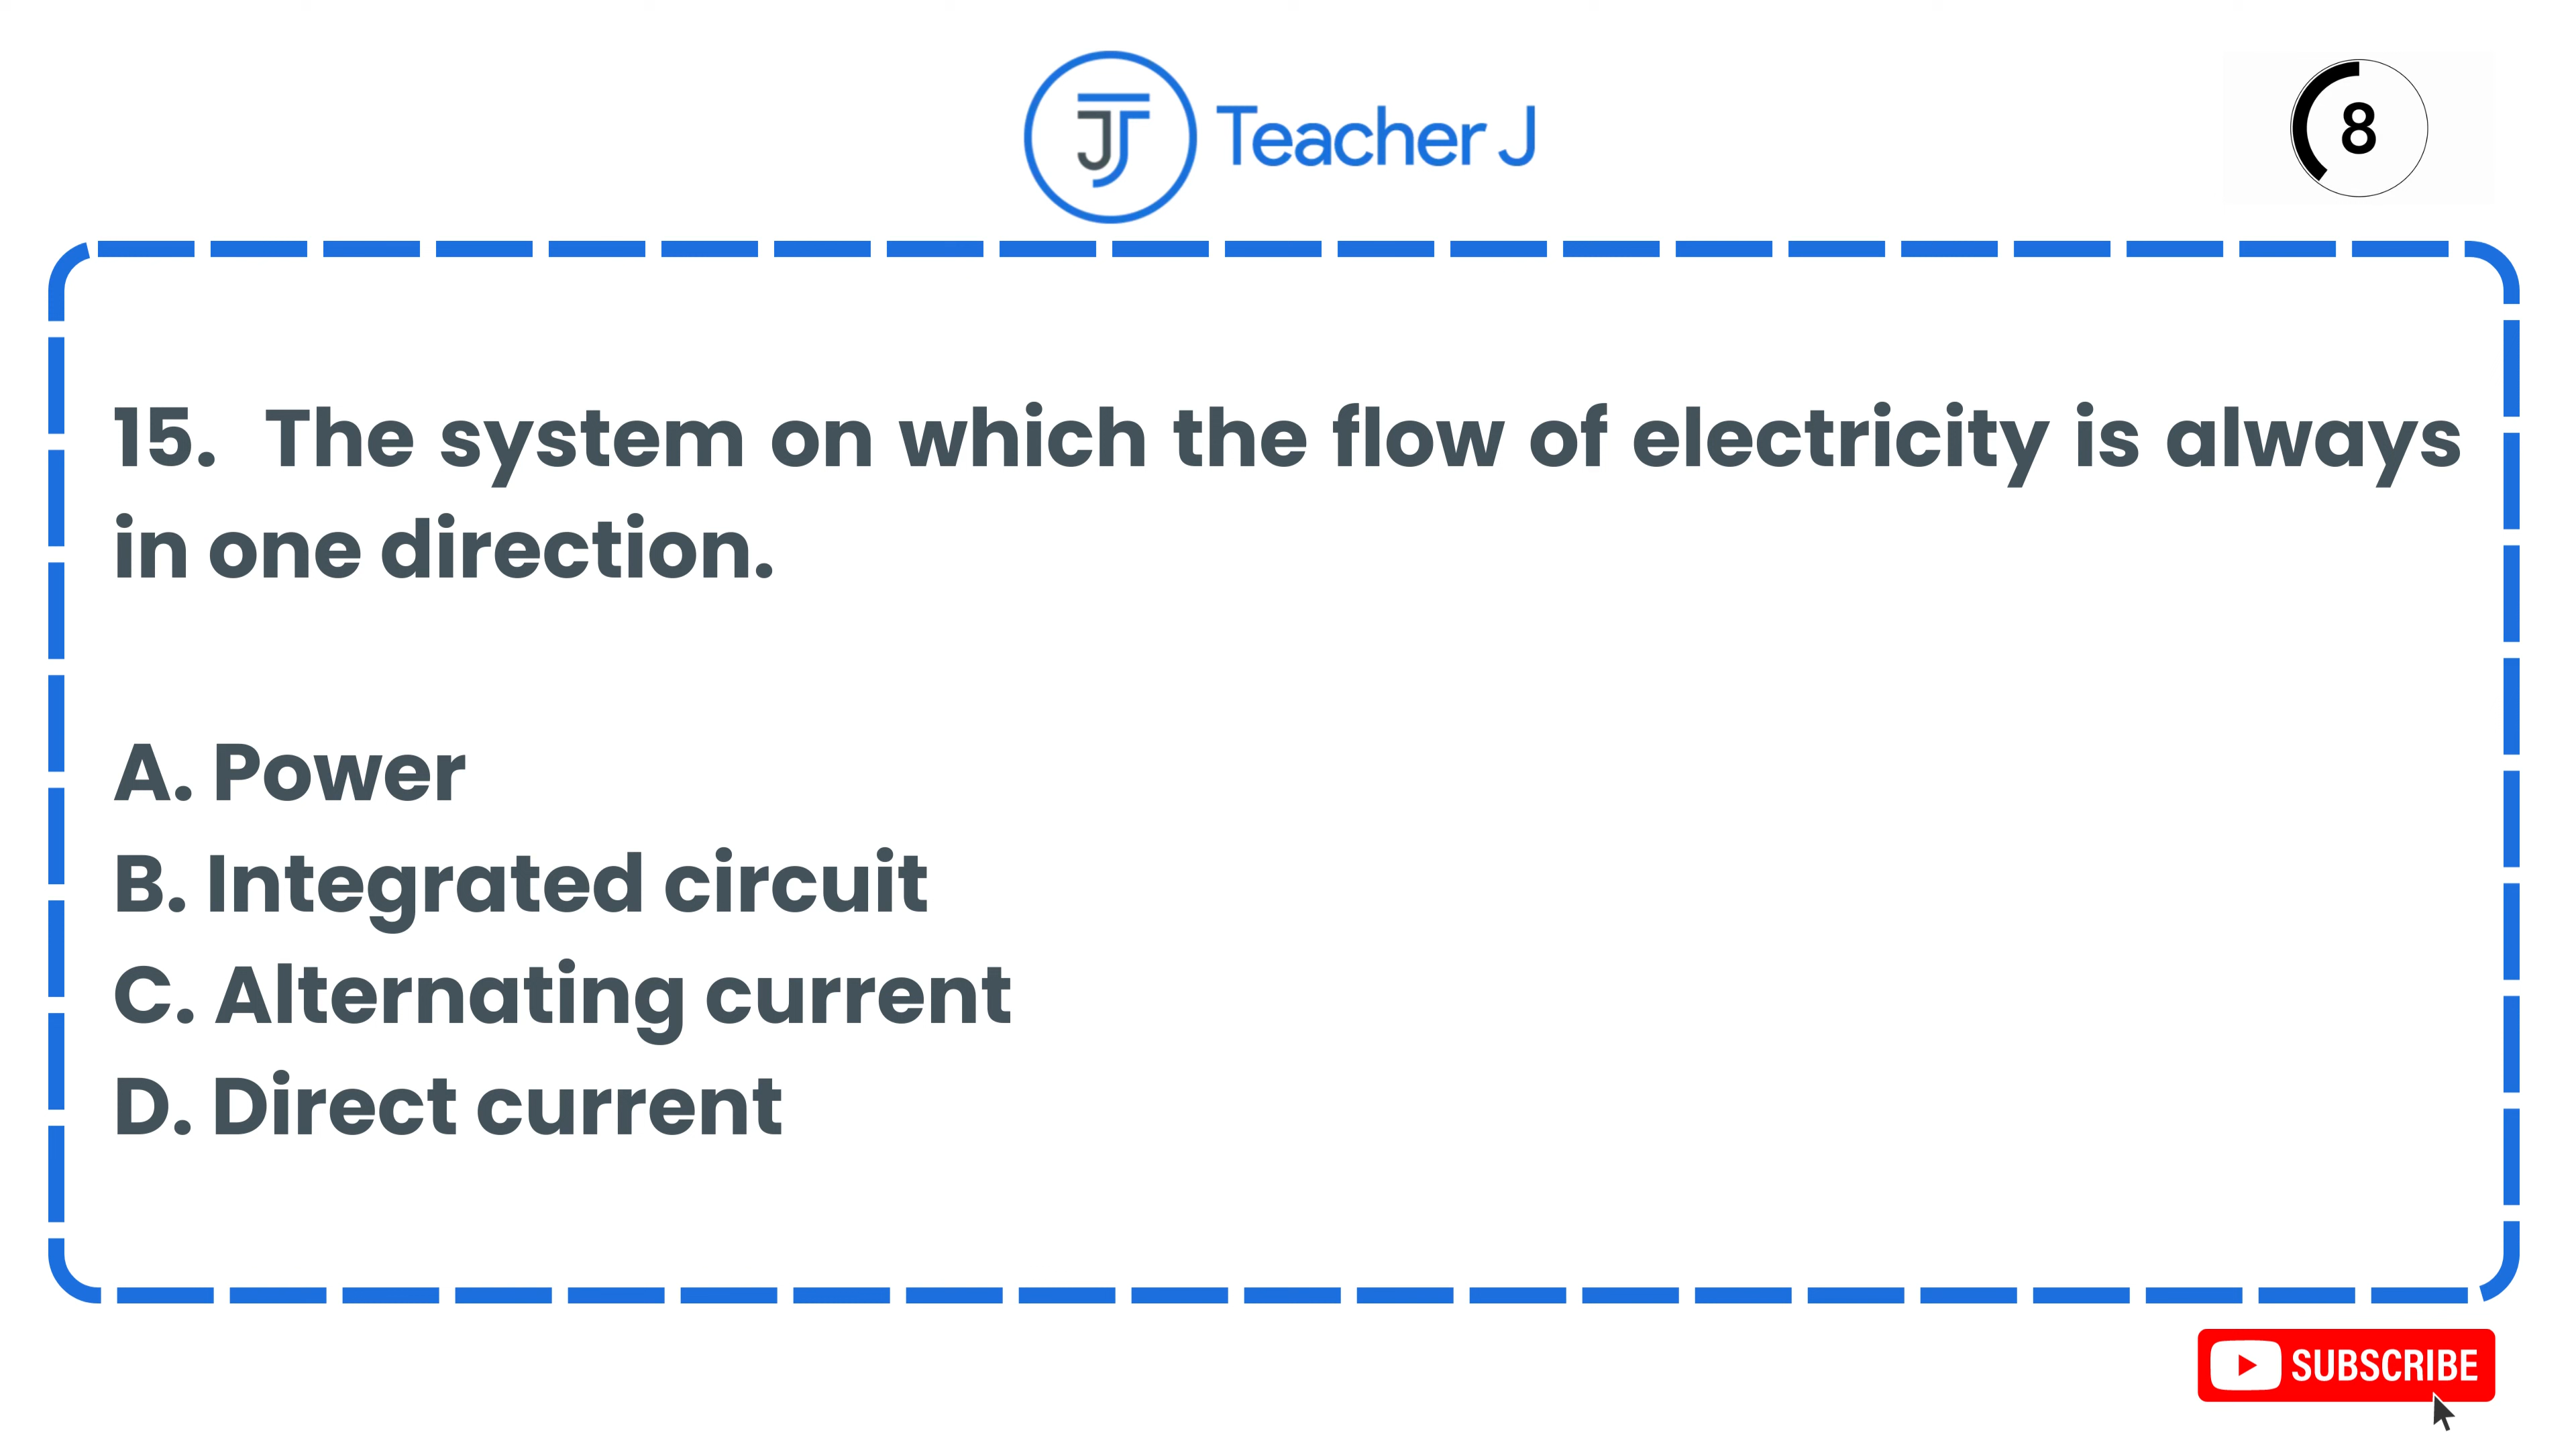 Teacher J
8
15. The system on which the flow of electricity is always
in one direction.
A. Power
B. Integrated circuit
C. Alternating current
D. Direct current
SUBSCRIBE